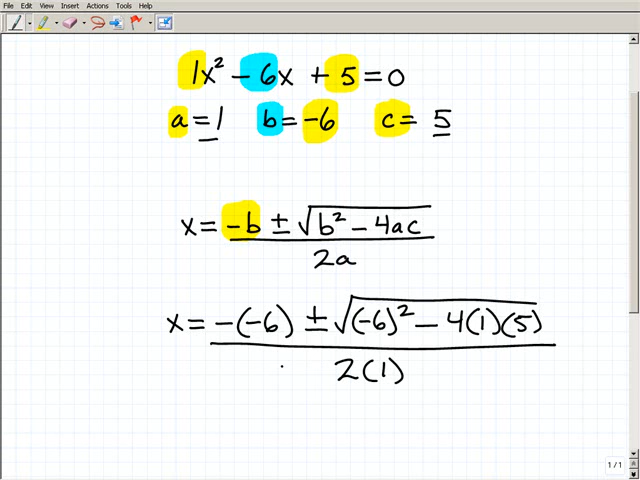 File Edit View Insert Actions Tools Help
1x² - 6x + 5 = 0
a = 1 b = -6 c = 5
x = -b ± √b² - 4ac
2a
x = -(-6) ± √(-6)² - 4(1)(5)
2(1)
1/1